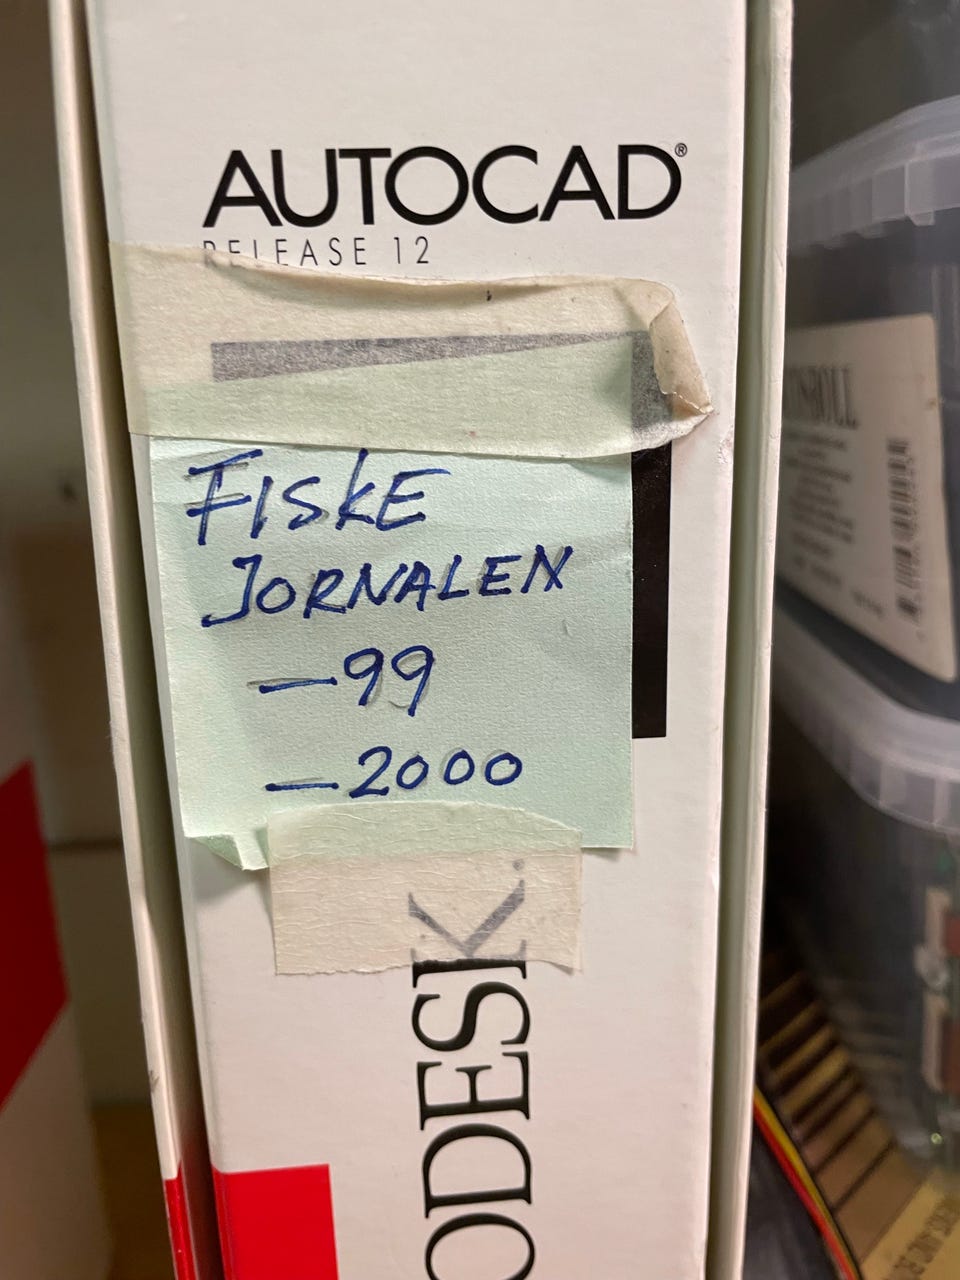 AUTOCAD®
RELEASE 12
FISKE
JORNALEN
-99
-2000
ODESK.